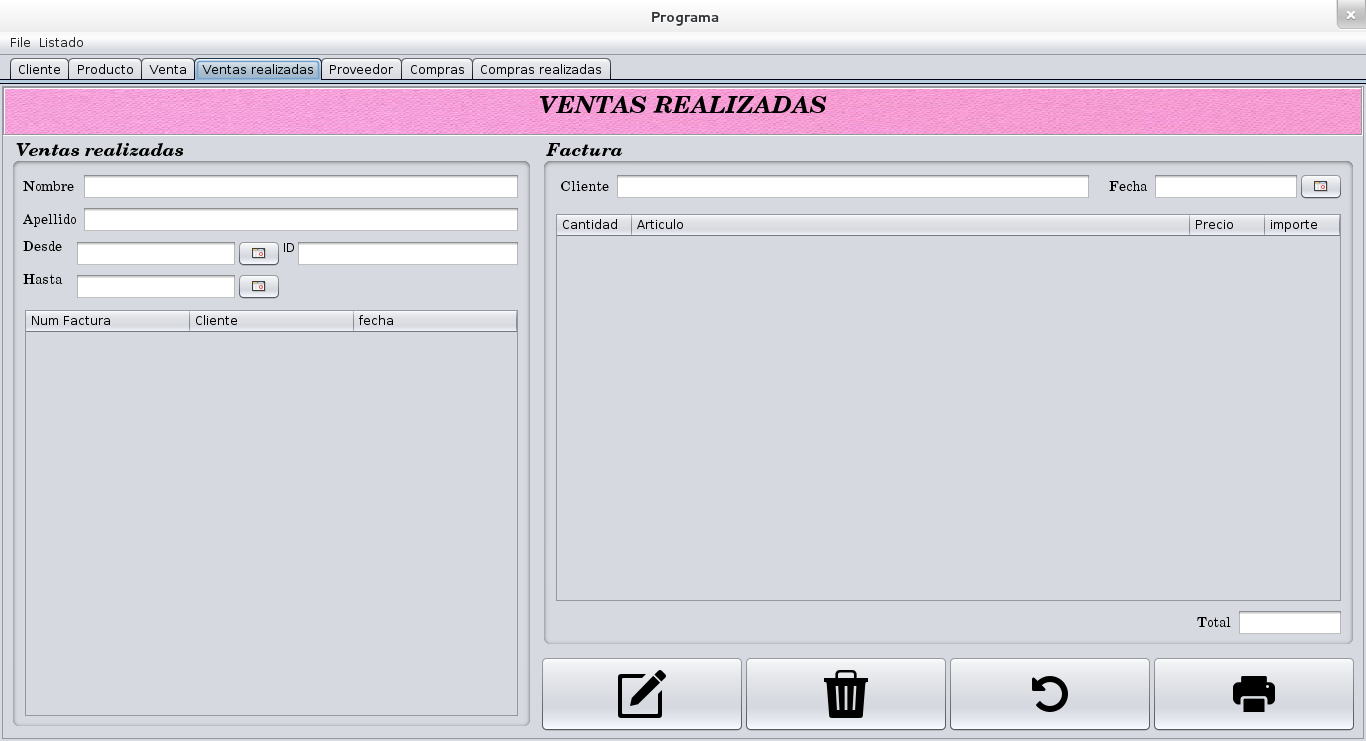 Programa
File Listado
Cliente Producto Venta Ventas realizadas Proveedor Compras Compras realizadas
VENTAS REALIZADAS
Ventas realizadas
Nombre
Apellido
Desde ID
Hasta
Num Factura Cliente fecha
Factura
Cliente Fecha
Cantidad Articulo Precio importe
Total